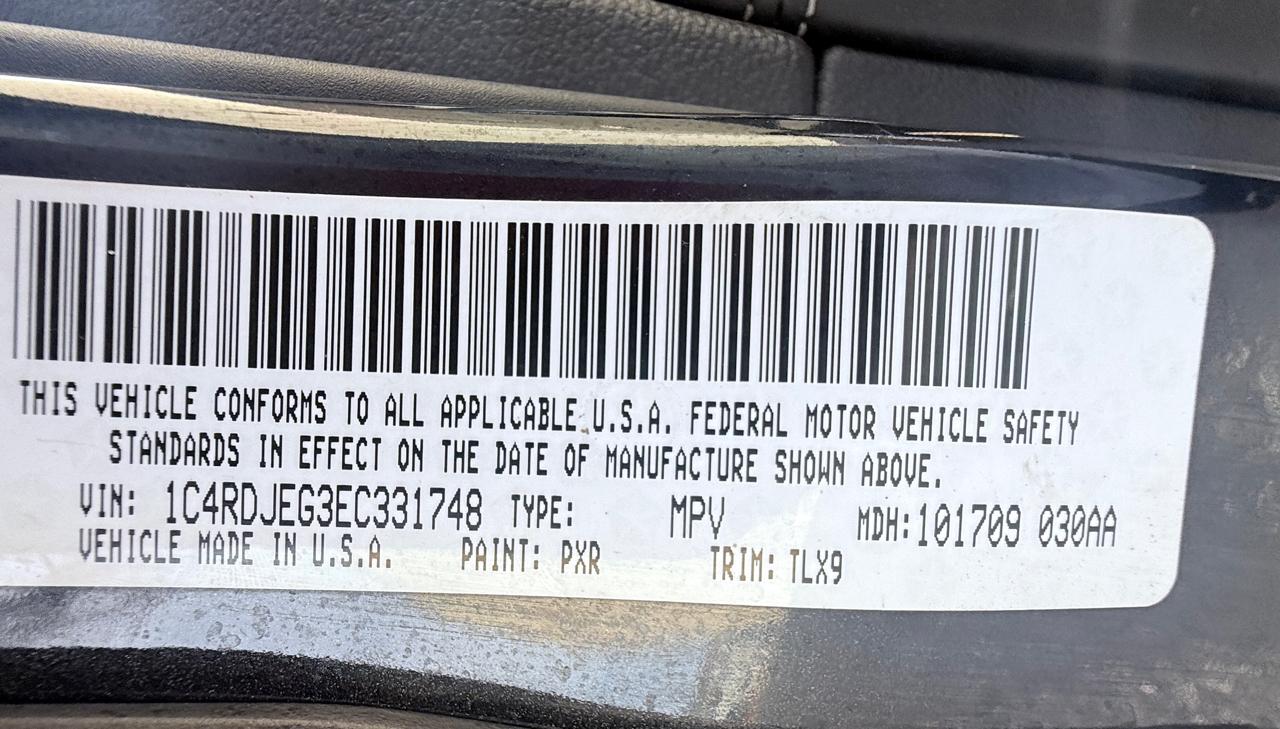 THIS VEHICLE CONFORMS TO ALL APPLICABLE U.S.A. FEDERAL MOTOR VEHICLE SAFETY
STANDARDS IN EFFECT ON THE DATE OF MANUFACTURE SHOWN ABOVE.
VIN: 1C4RDJEG3EC331748 TYPE: MPV MDH:101709 030AA
VEHICLE MADE IN U.S.A. PAINT: PXR TRIM: TLX9